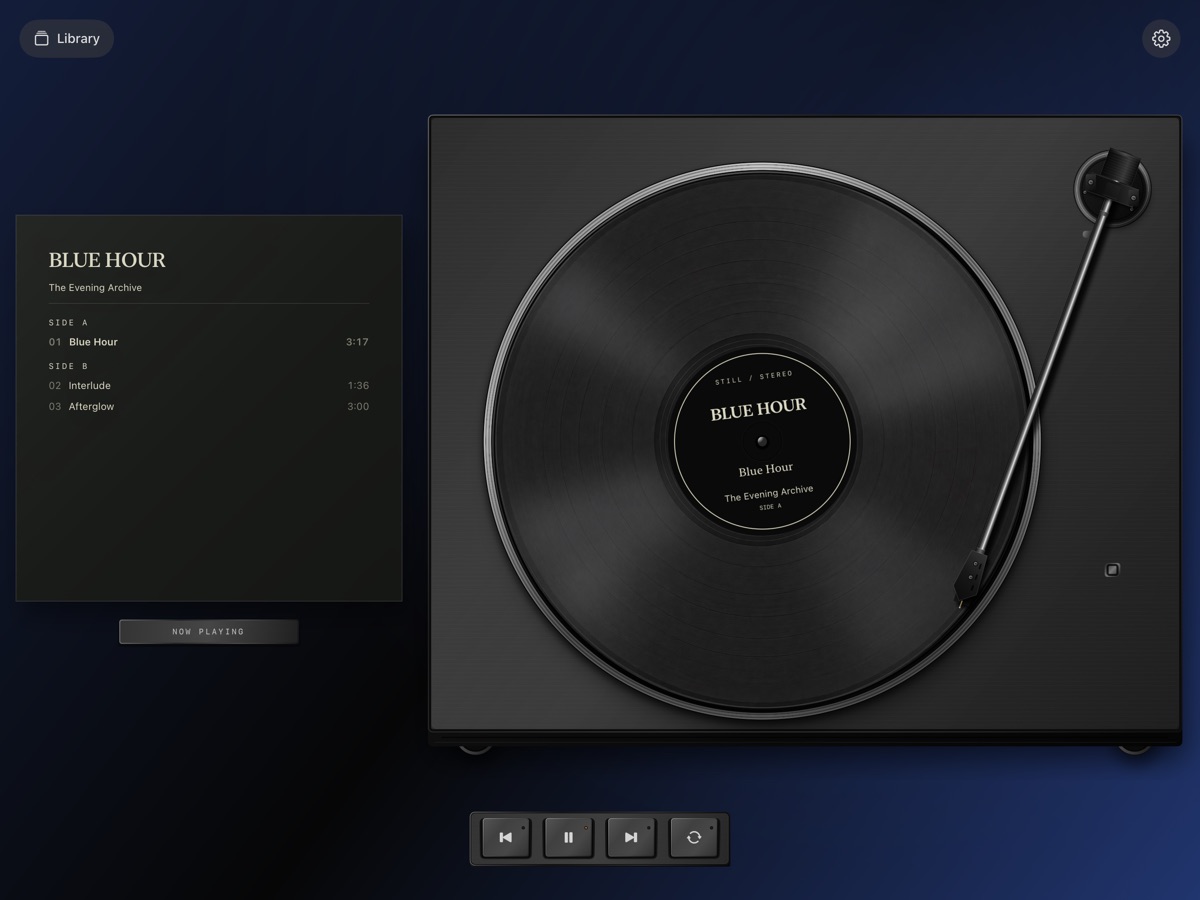 Library
BLUE HOUR
The Evening Archive
SIDE A
01 Blue Hour 3:17
SIDE B
02 Interlude 1:36
03 Afterglow 3:00
NOW PLAYING
STILL / STEREO
BLUE HOUR
Blue Hour
The Evening Archive
SIDE A